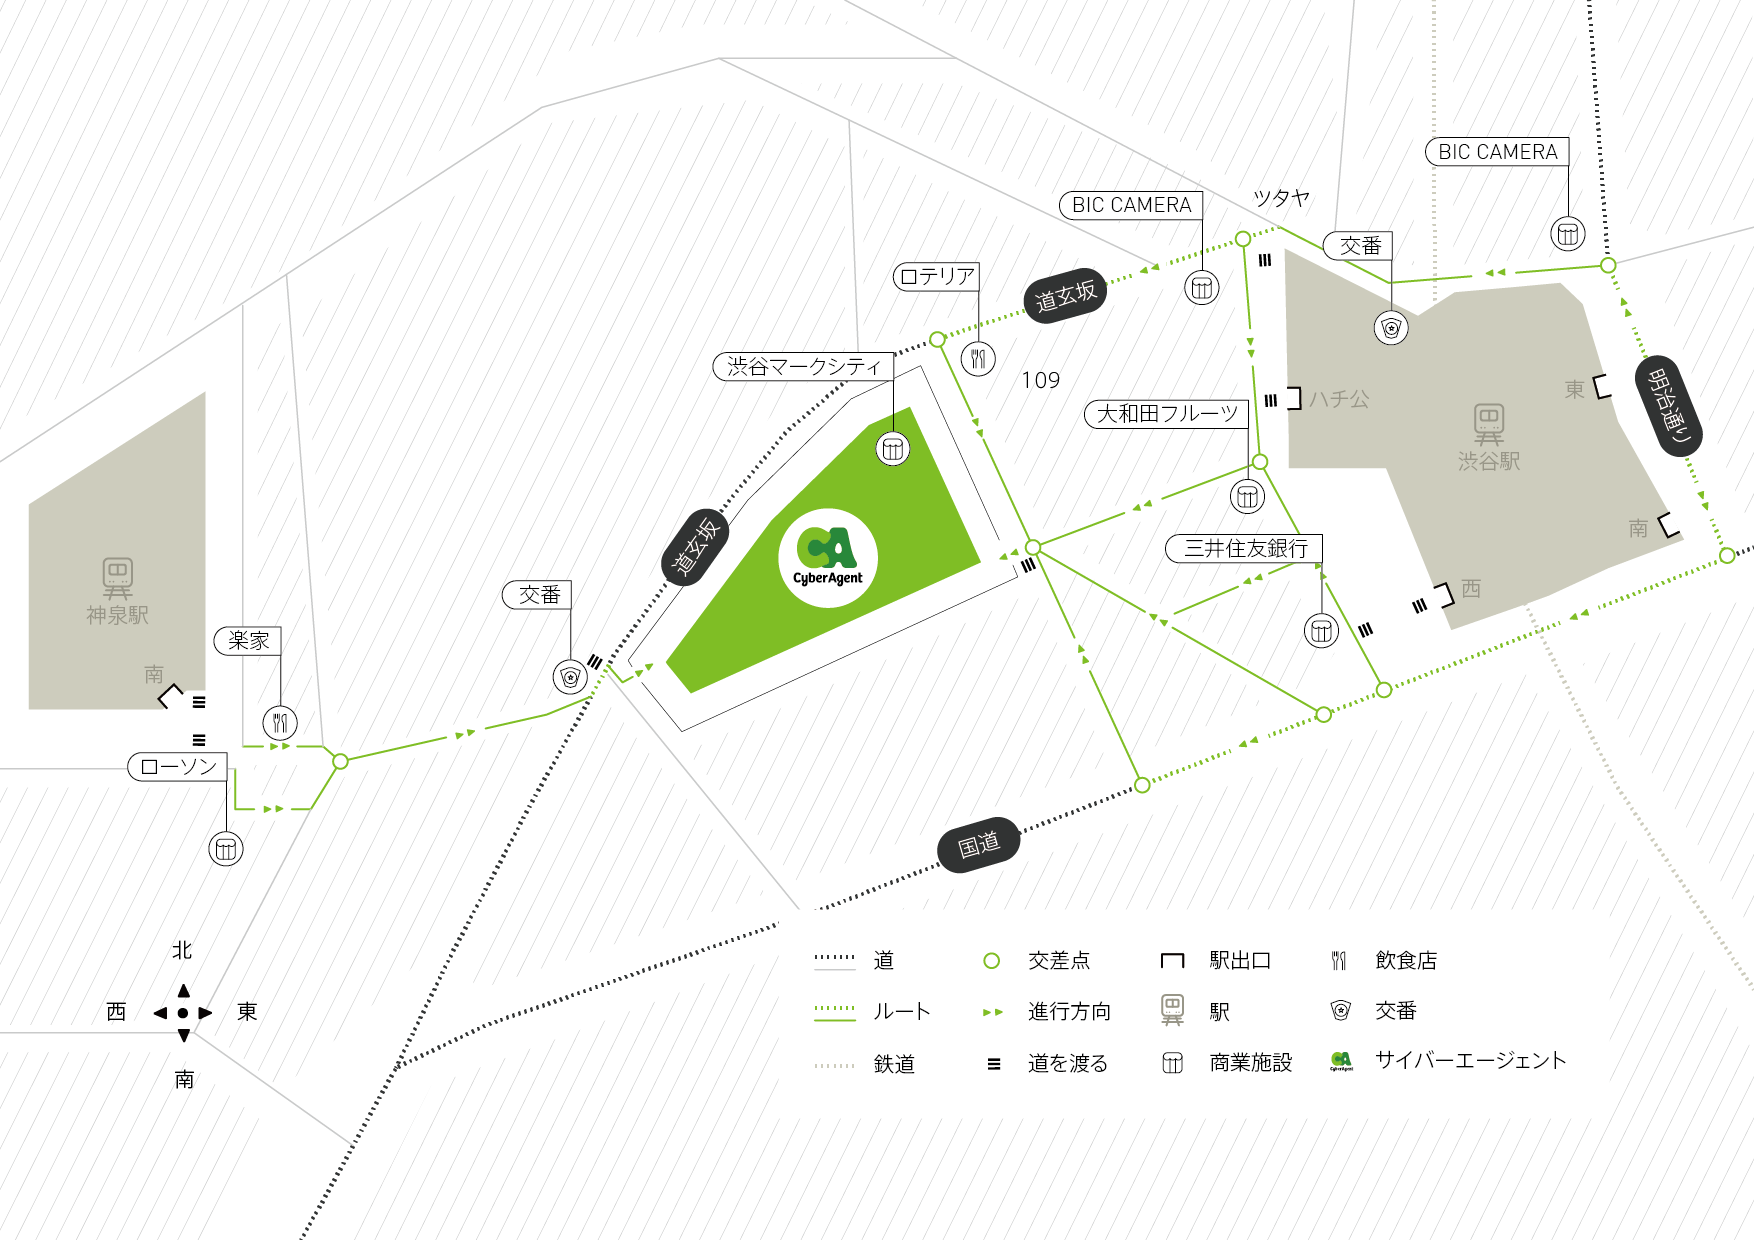 BIC CAMERA
BIC CAMERA
ツタヤ
交番
ロテリア
道玄坂
渋谷マークシティ
109
大和田フルーツ
ハチ公
東
明治通り
渋谷駅
南
三井住友銀行
西
道玄坂
CyberAgent
神泉駅
交番
楽家
南
ローソン
国道
北
西
東
南
道
交差点
駅出口
飲食店
ルート
進行方向
駅
交番
鉄道
道を渡る
商業施設
CyberAgent
サイバーエージェント